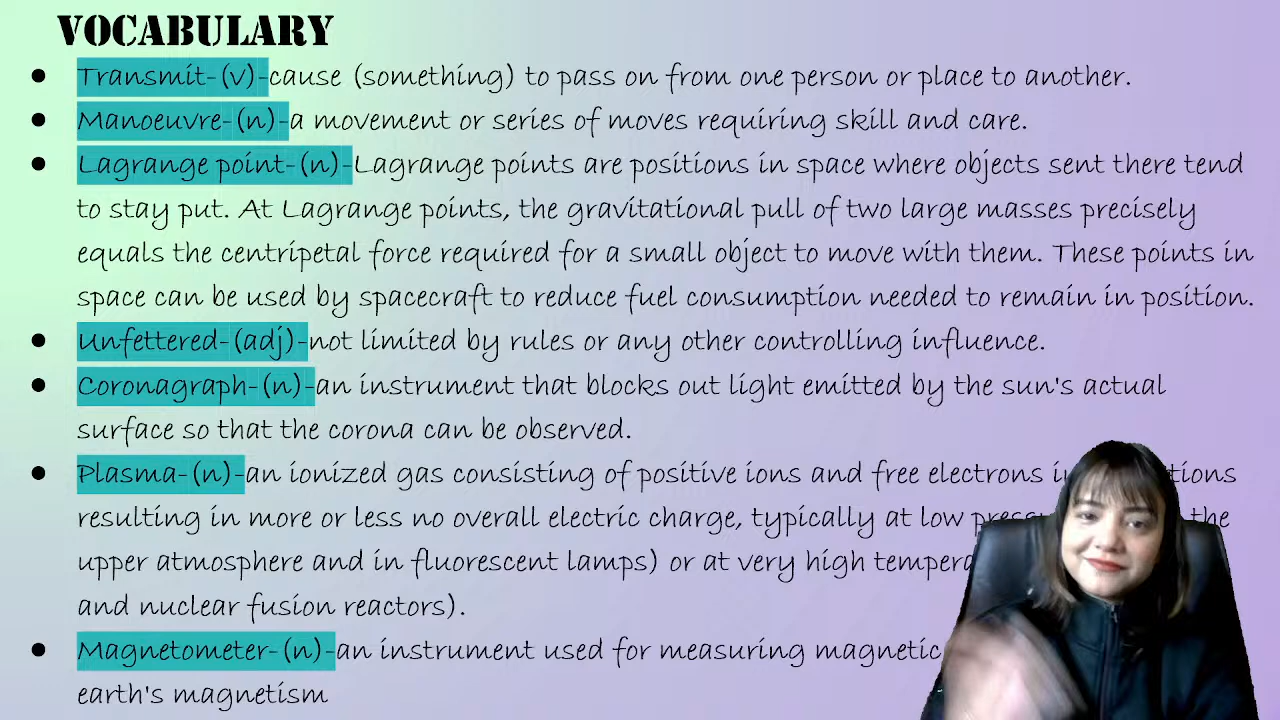 VOCABULARY
● Transmit-(v)-cause (something) to pass on from one person or place to another.
● Manoeuvre-(n)-a movement or series of moves requiring skill and care.
● Lagrange point-(n)-Lagrange points are positions in space where objects sent there tend
to stay put. At Lagrange points, the gravitational pull of two large masses precisely
equals the centripetal force required for a small object to move with them. These points in
space can be used by spacecraft to reduce fuel consumption needed to remain in position.
● Unfettered-(adj)-not limited by rules or any other controlling influence.
● Coronagraph-(n)-an instrument that blocks out light emitted by the sun's actual
surface so that the corona can be observed.
● Plasma-(n)-an ionized gas consisting of positive ions and free electrons
resulting in more or less no overall electric charge, typically at low the
upper atmosphere and in fluorescent lamps) or at very high
and nuclear fusion reactors).
● Magnetometer-(n)-an instrument used for measuring magnetic
earth's magnetism